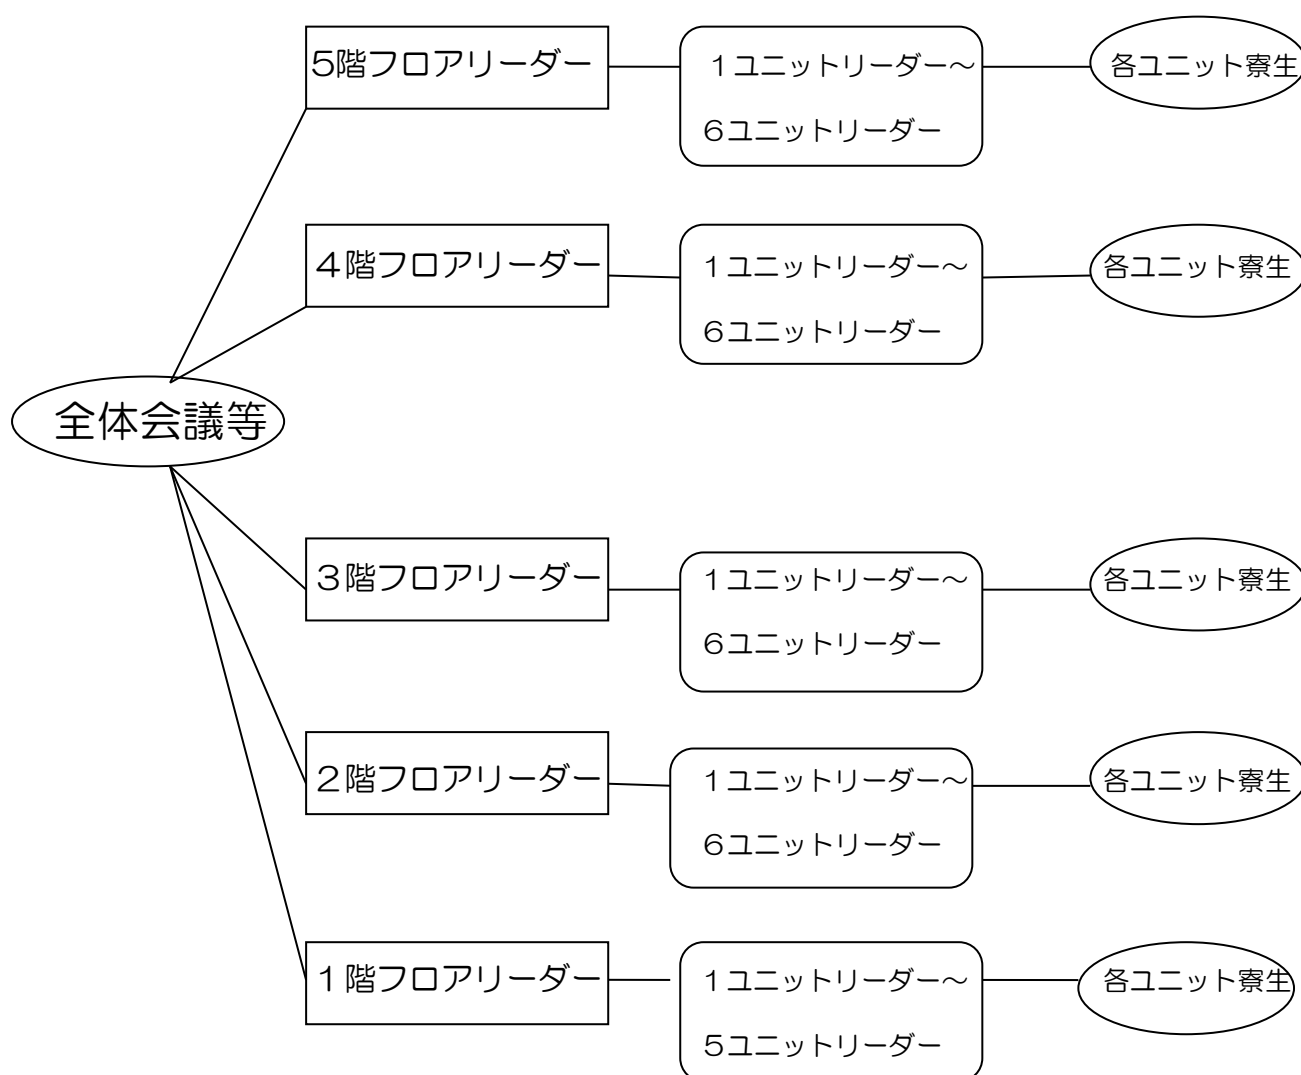 5階フロアリーダー
１ユニットリーダー～
６ユニットリーダー
各ユニット寮生
４階フロアリーダー
１ユニットリーダー～
６ユニットリーダー
各ユニット寮生
全体会議等
３階フロアリーダー
１ユニットリーダー～
６ユニットリーダー
各ユニット寮生
２階フロアリーダー
１ユニットリーダー～
６ユニットリーダー
各ユニット寮生
１階フロアリーダー
１ユニットリーダー～
５ユニットリーダー
各ユニット寮生